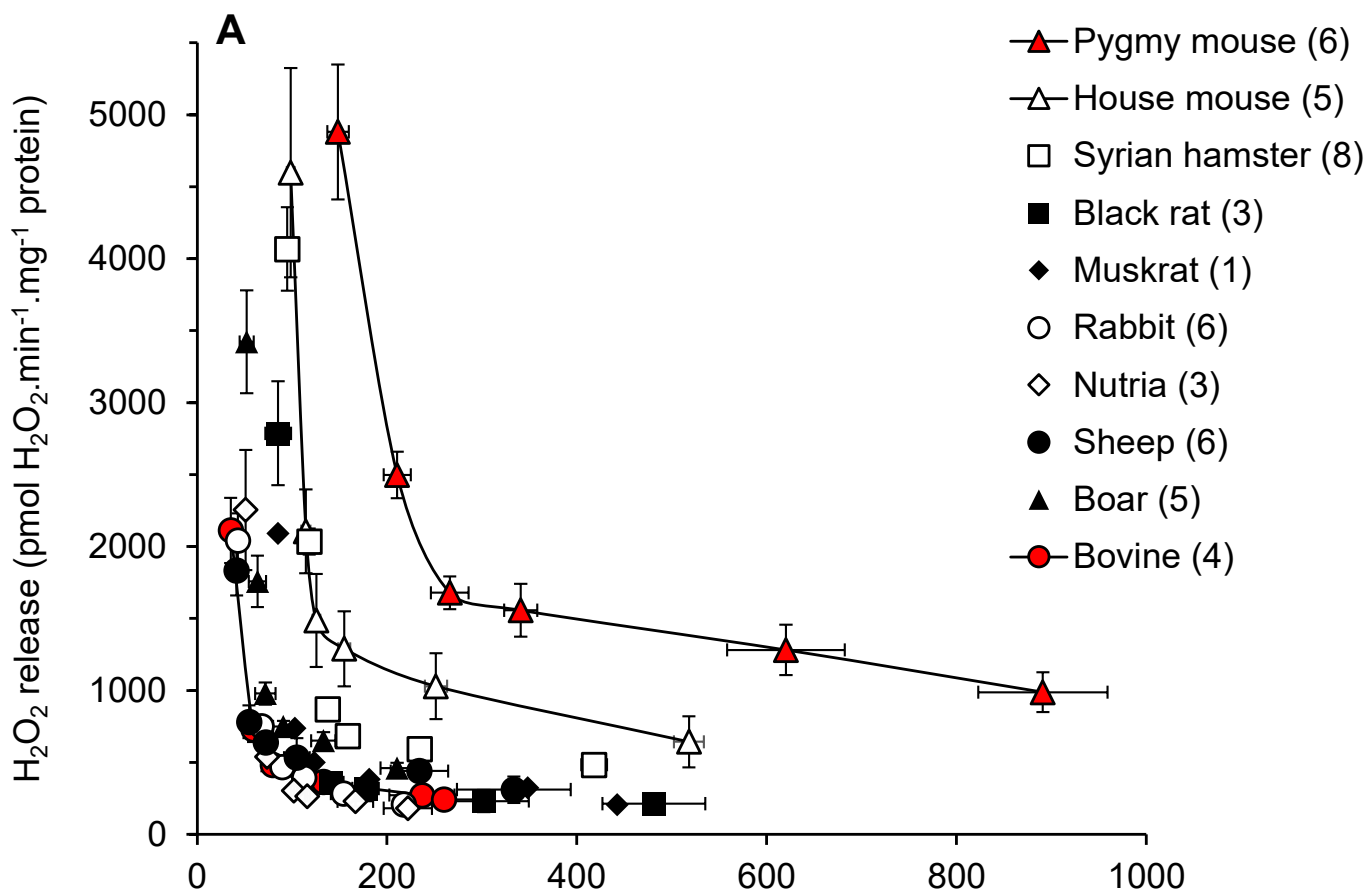 A
H₂O₂ release (pmol H₂O₂.min⁻¹.mg⁻¹ protein)
5000
4000
3000
2000
1000
0
0 200 400 600 800 1000
Pygmy mouse (6)
House mouse (5)
Syrian hamster (8)
Black rat (3)
Muskrat (1)
Rabbit (6)
Nutria (3)
Sheep (6)
Boar (5)
Bovine (4)